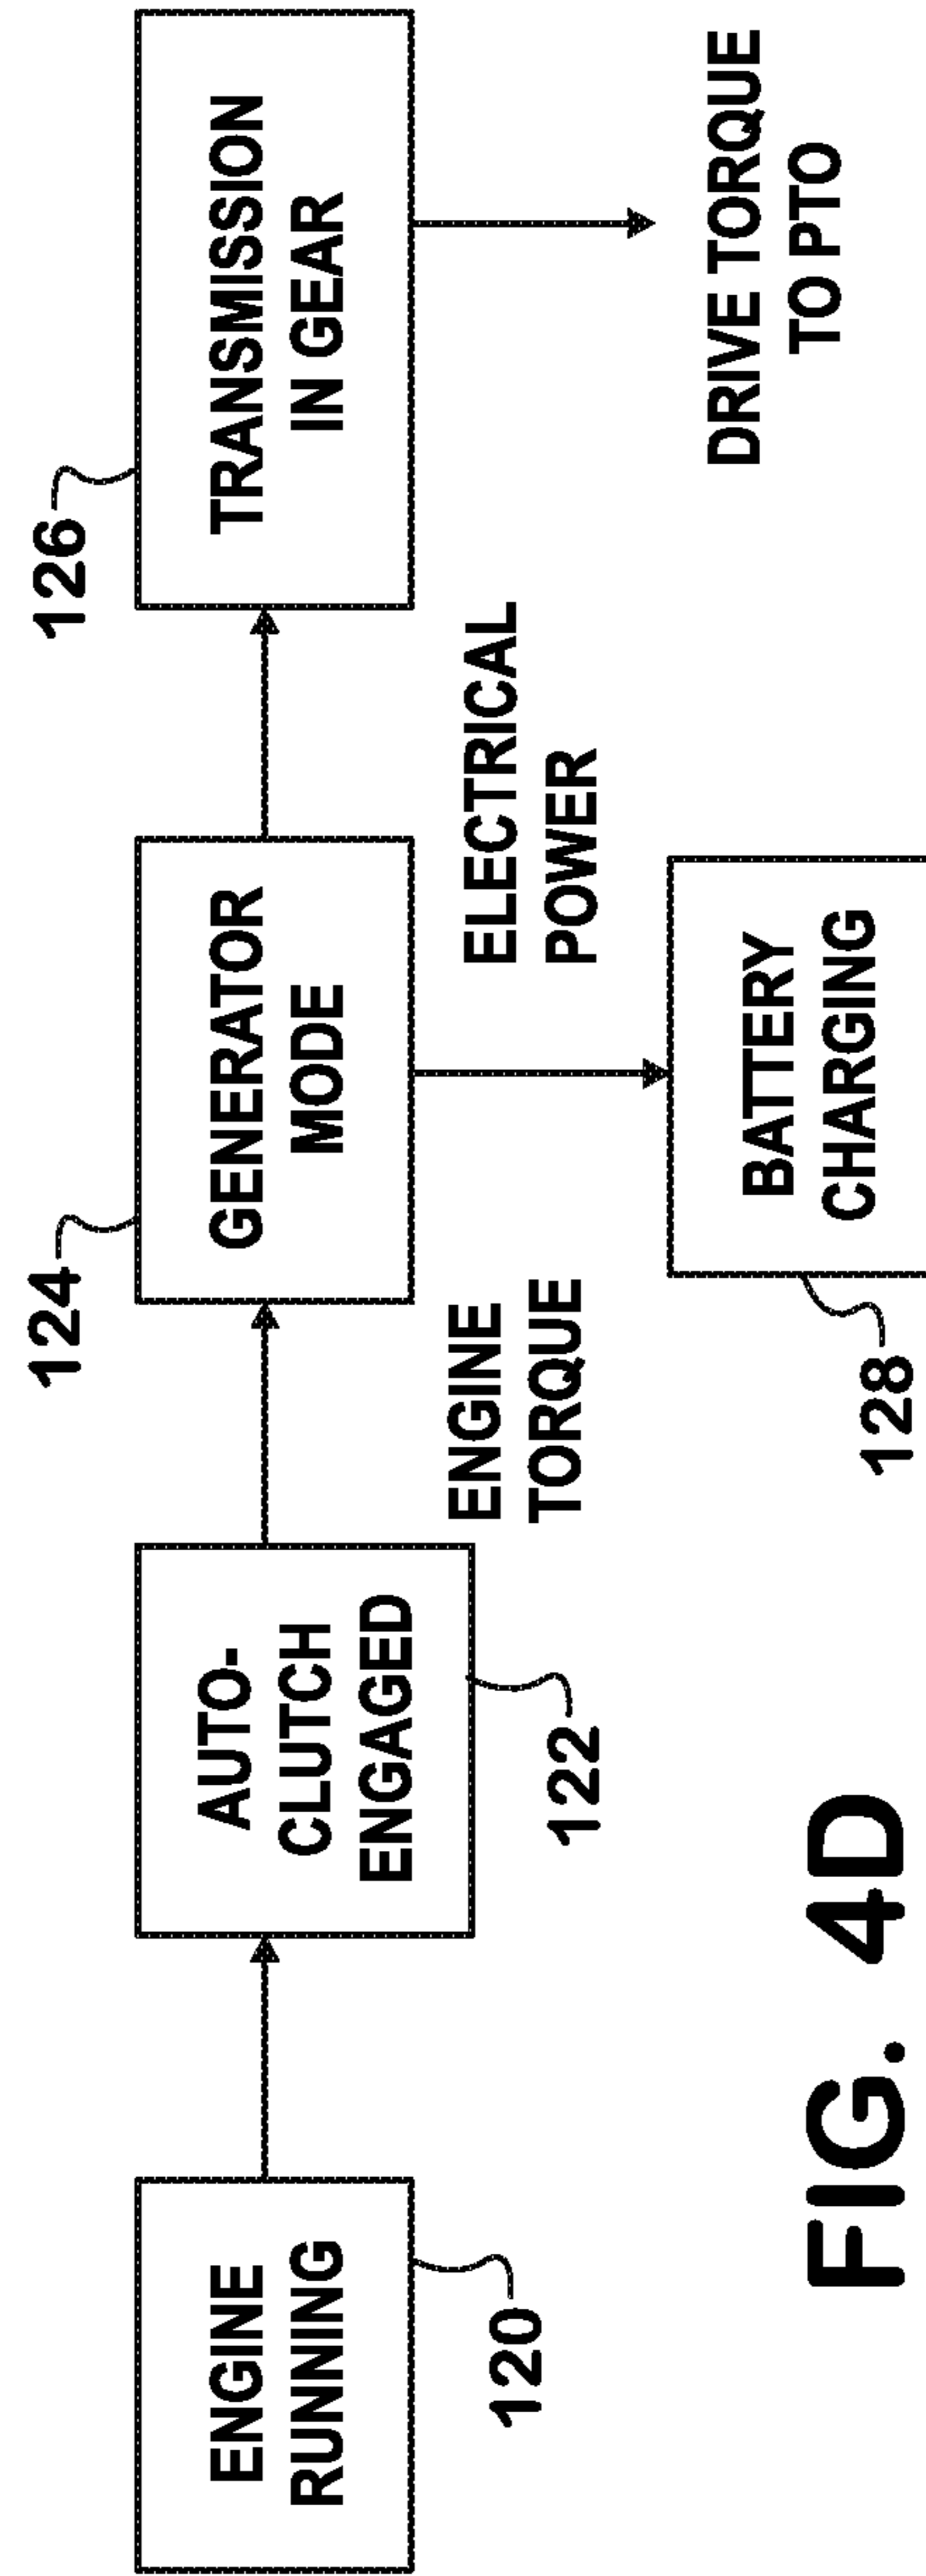 126
124
TRANSMISSION
IN GEAR
GENERATOR
MODE
AUTO-
CLUTCH
ENGAGED
ENGINE
RUNNING
ENGINE
TORQUE
ELECTRICAL
POWER
120
122
DRIVE TORQUE
TO PTO
BATTERY
CHARGING
128
FIG. 4D